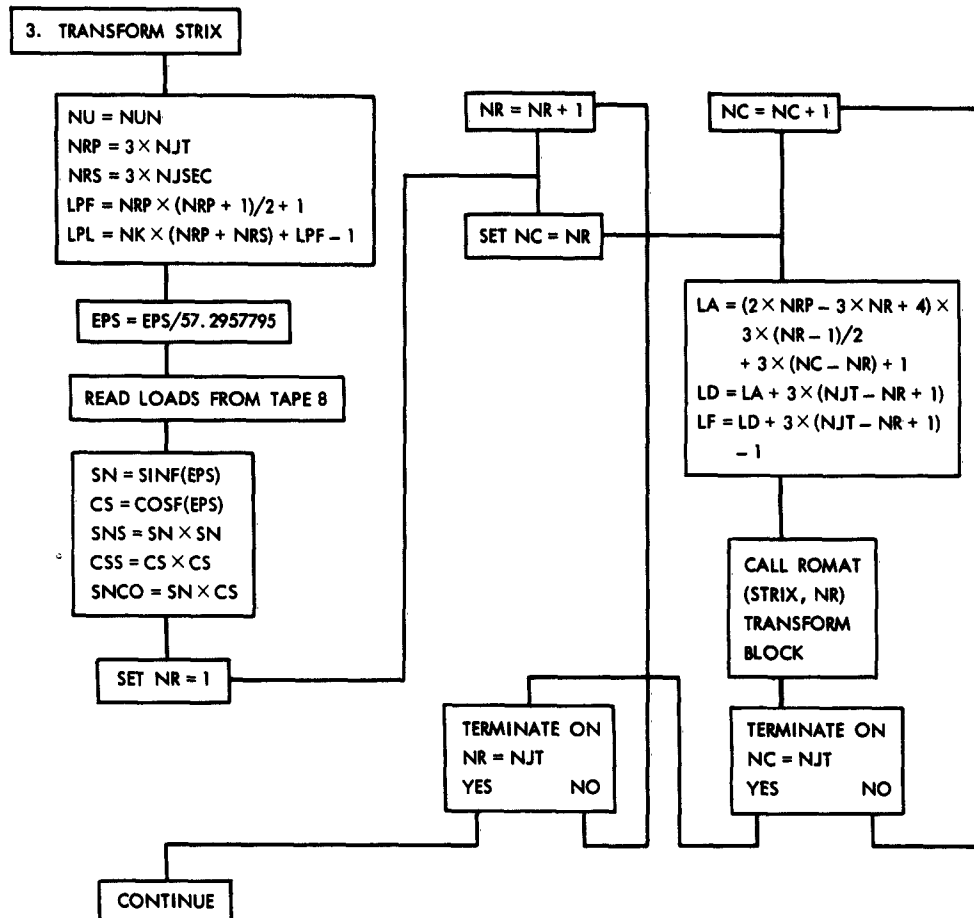 3. TRANSFORM STRIX
NU = NUN
NRP = 3 × NJT
NRS = 3 × NJSEC
LPF = NRP × (NRP + 1)/2 + 1
LPL = NK × (NRP + NRS) + LPF - 1
EPS = EPS/57.2957795
READ LOADS FROM TAPE 8
SN = SINF(EPS)
CS = COSF(EPS)
SNS = SN × SN
CSS = CS × CS
SNCO = SN × CS
SET NR = 1
NR = NR + 1
SET NC = NR
NC = NC + 1
LA = (2 × NRP - 3 × NR + 4) ×
3 × (NR - 1)/2
+ 3 × (NC - NR) + 1
LD = LA + 3 × (NJT - NR + 1)
LF = LD + 3 × (NJT - NR + 1)
- 1
CALL ROMAT
(STRIX, NR)
TRANSFORM
BLOCK
TERMINATE ON
NC = NJT
YES NO
TERMINATE ON
NR = NJT
YES NO
CONTINUE